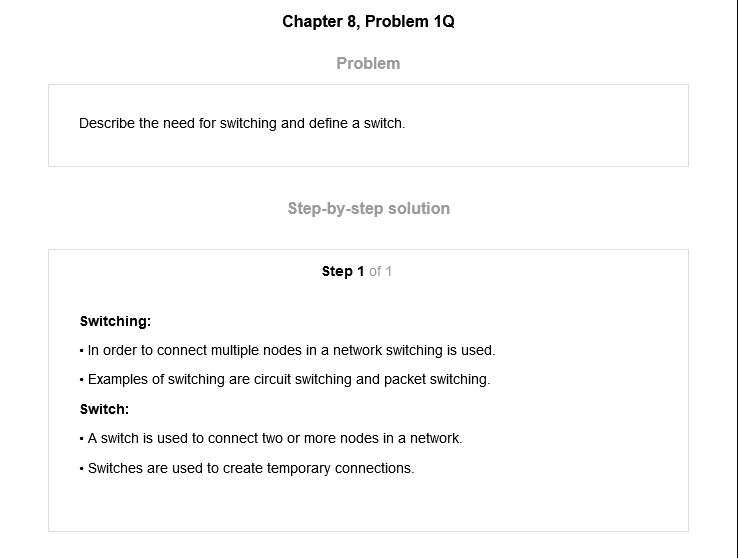 Chapter 8, Problem 1Q
Problem
Describe the need for switching and define a switch.
Step-by-step solution
Step 1 of 1
Switching:
• In order to connect multiple nodes in a network switching is used.
• Examples of switching are circuit switching and packet switching.
Switch:
• A switch is used to connect two or more nodes in a network.
• Switches are used to create temporary connections.